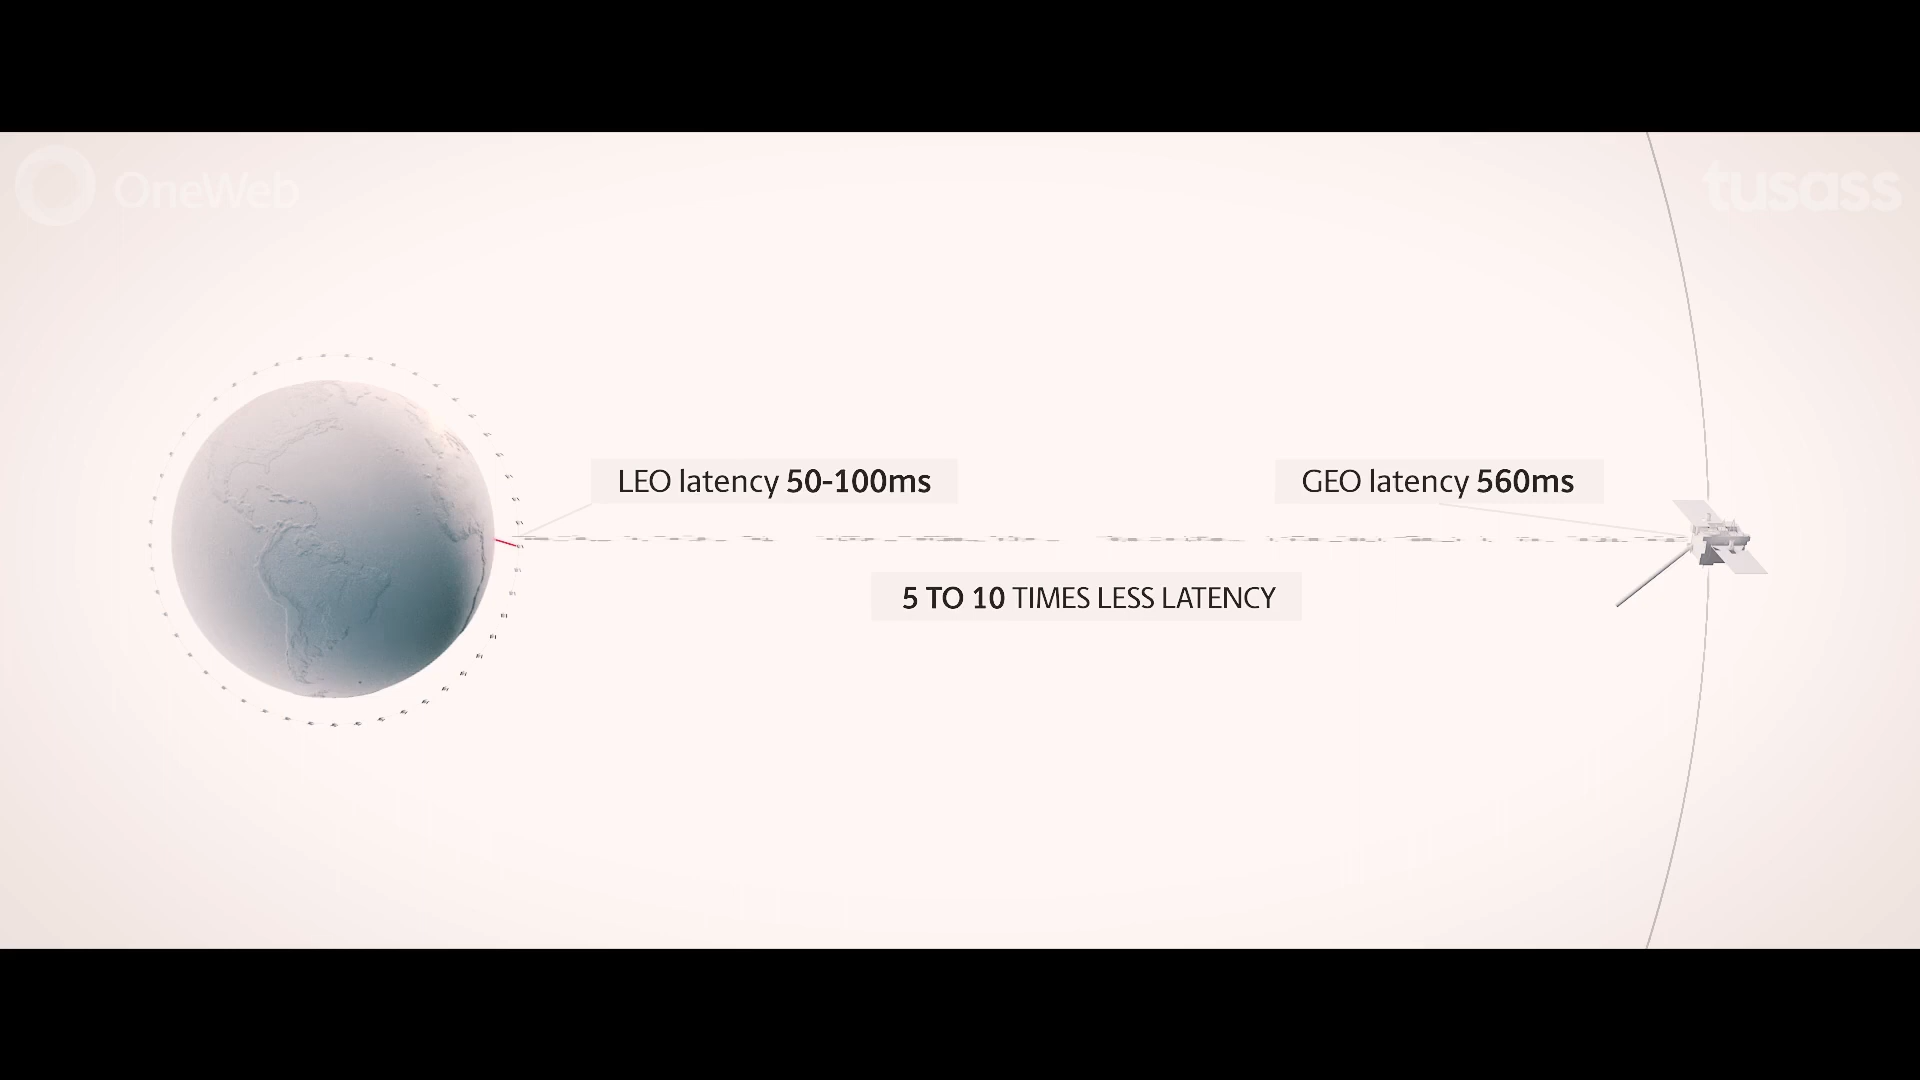 OneWeb
tusass
LEO latency 50-100ms
GEO latency 560ms
5 TO 10 TIMES LESS LATENCY